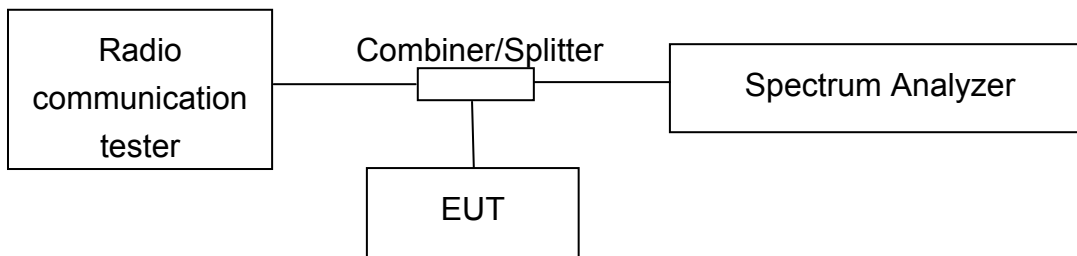 Radio
communication
tester
Combiner/Splitter
Spectrum Analyzer
EUT